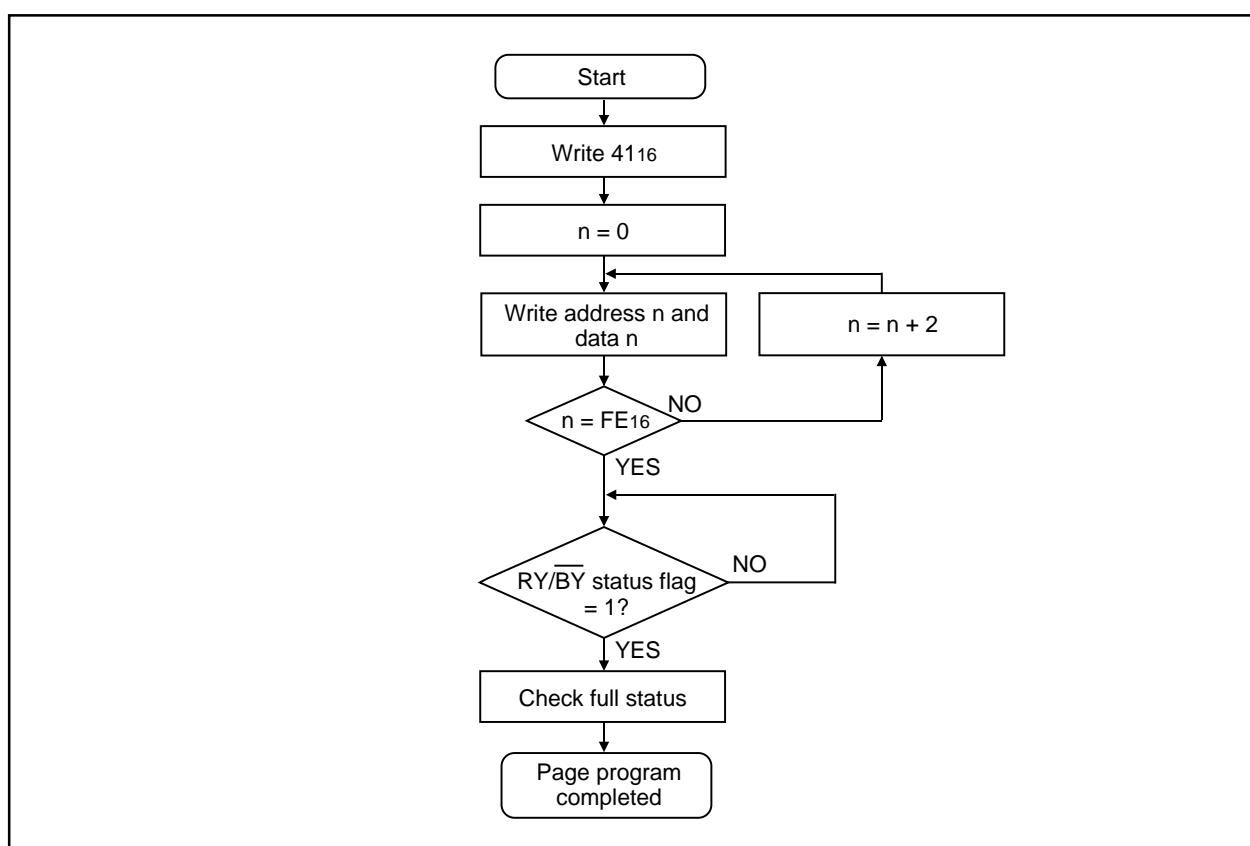 Start
Write 4116
n = 0
Write address n and
data n
n = n + 2
n = FE16
NO
YES
RY/B̅Y̅ status flag
= 1?
NO
YES
Check full status
Page program
completed